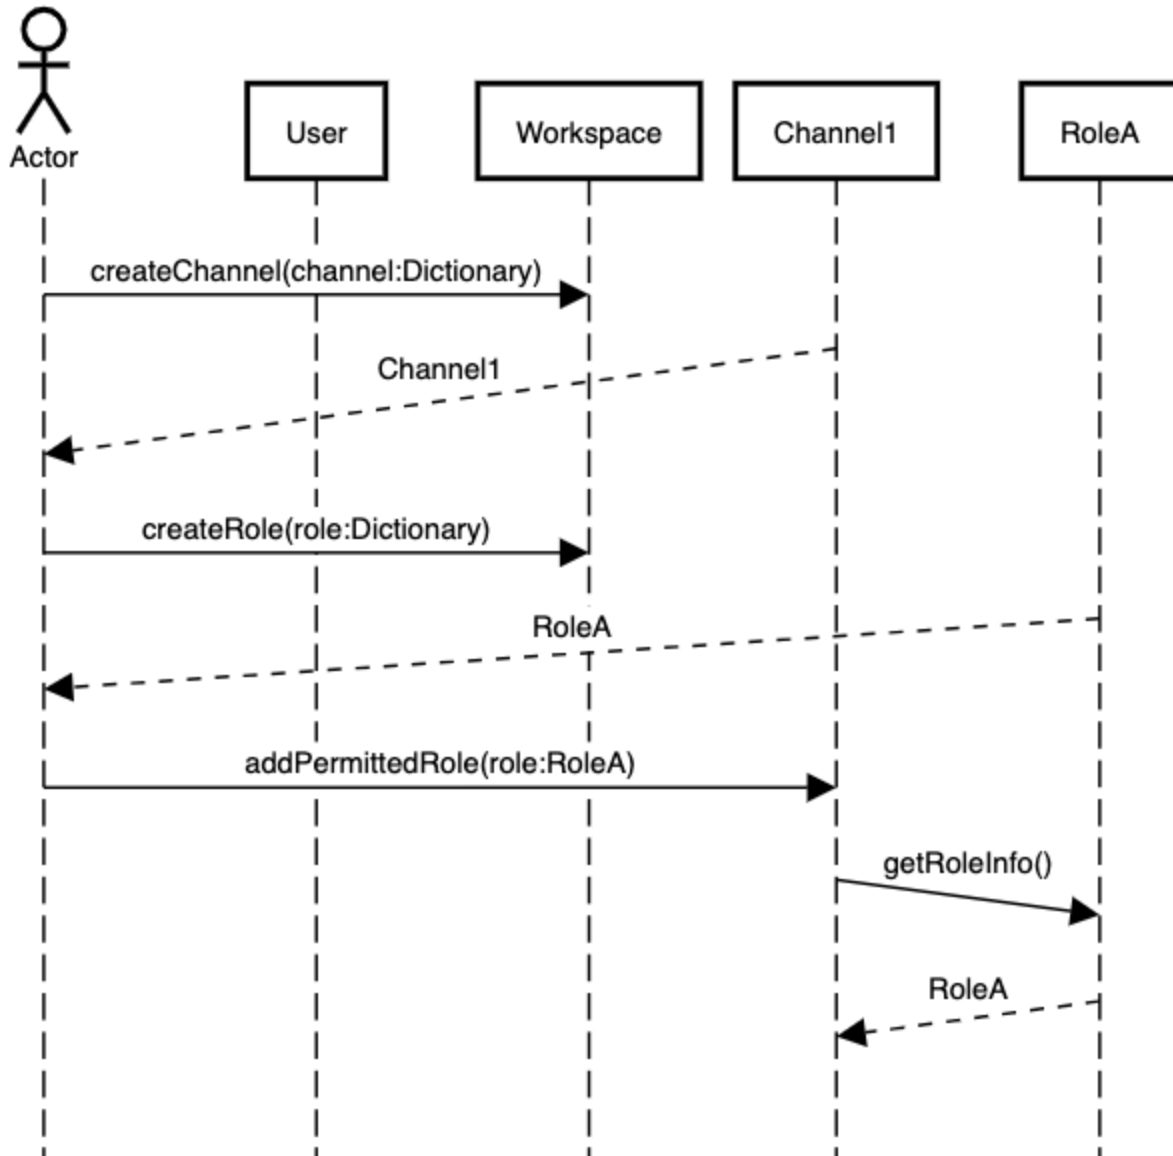 Actor
User
Workspace
Channel1
RoleA
createChannel(channel:Dictionary)
Channel1
createRole(role:Dictionary)
RoleA
addPermittedRole(role:RoleA)
getRoleInfo()
RoleA